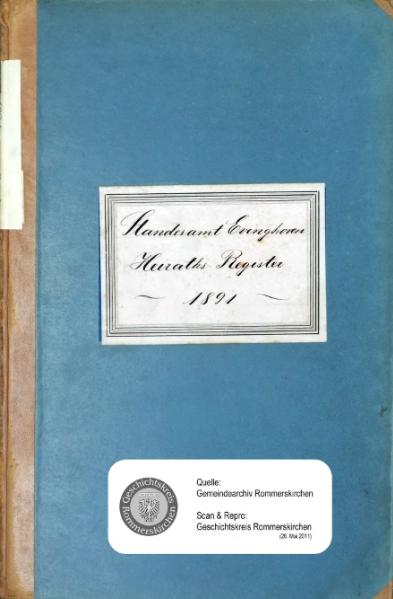 Standesamt Evinghoven
Heiraths-Register
~ 1891 ~
Geschichtskreis
Rommerskirchen
Quelle:
Gemeindearchiv Rommerskirchen
Scan & Repro:
Geschichtskreis Rommerskirchen
(26. Mai 2011)